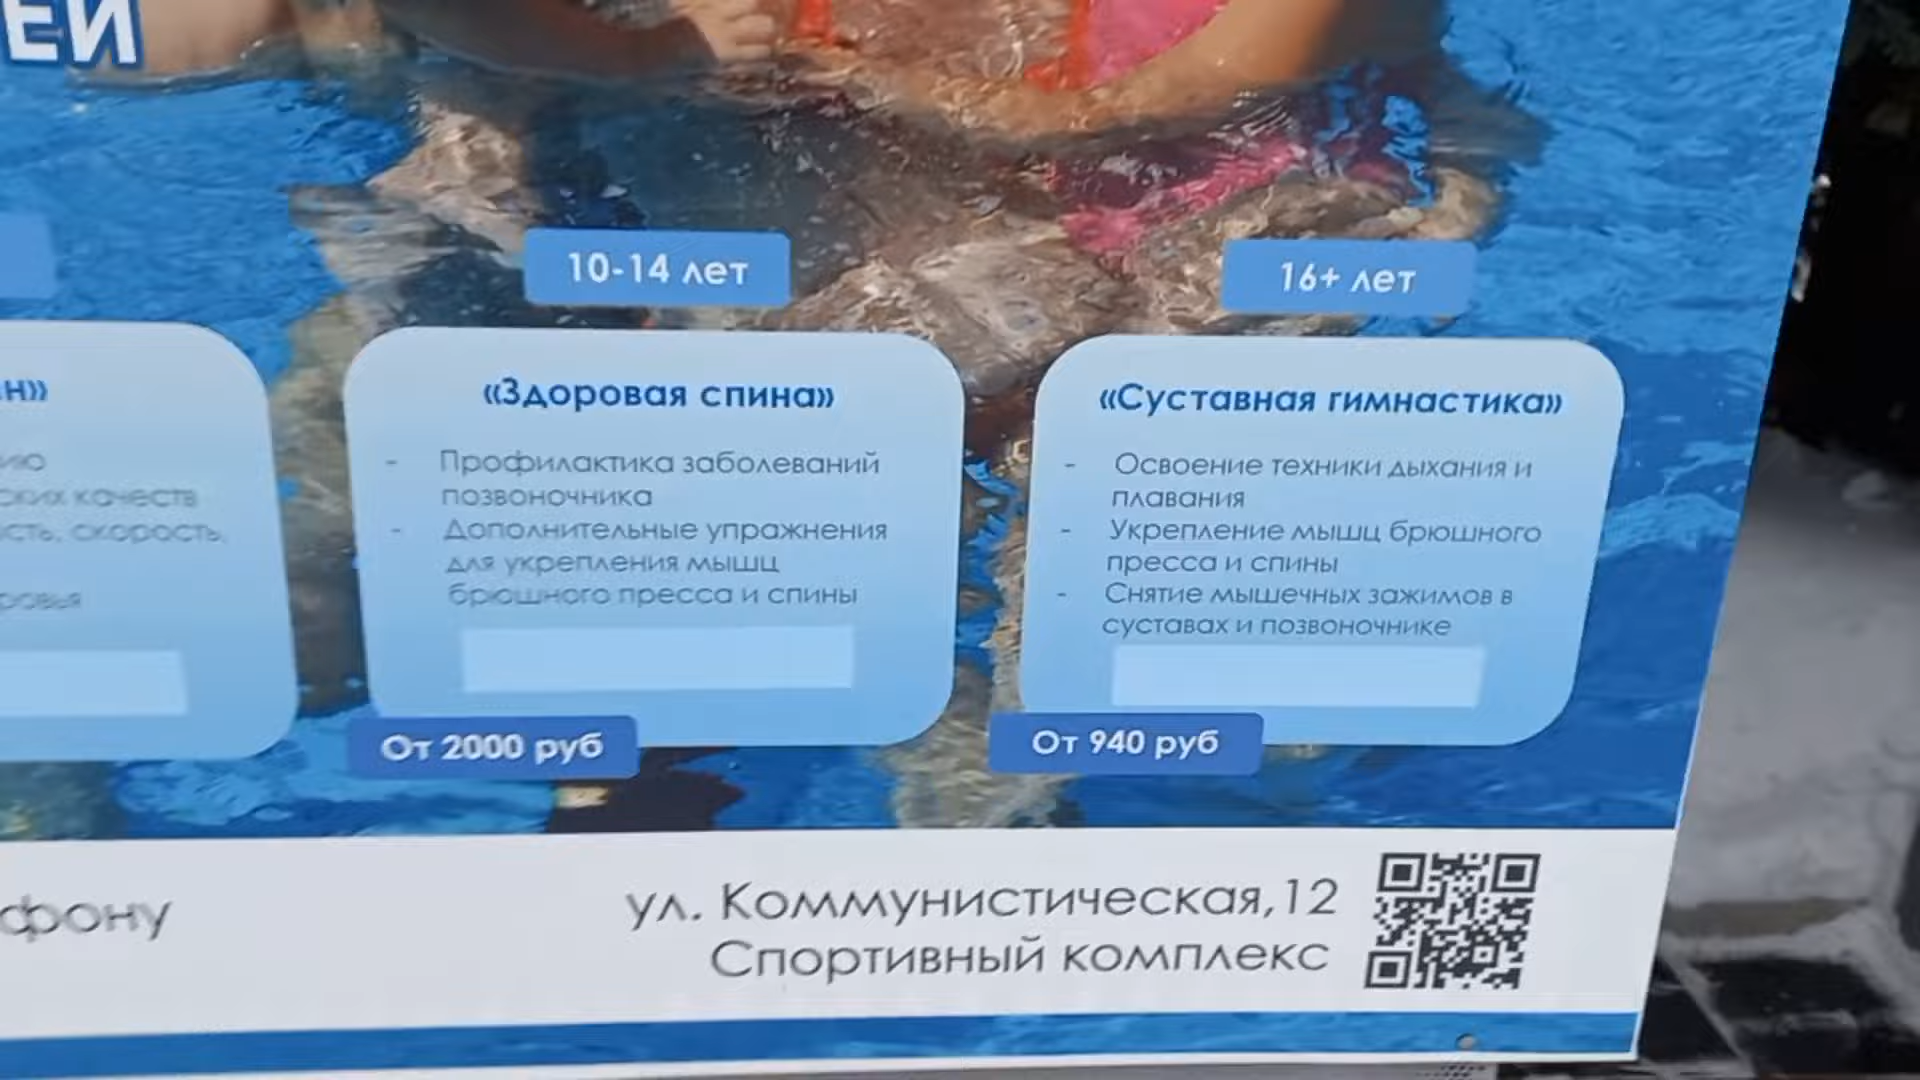 10-14 лет
16+ лет
«Здоровая спина»
- Профилактика заболеваний
позвоночника
- Дополнительные упражнения
для укрепления мышц
брюшного пресса и спины
От 2000 руб
«Суставная гимнастика»
- Освоение техники дыхания и
плавания
- Укрепление мышц брюшного
пресса и спины
- Снятие мышечных зажимов в
суставах и позвоночнике
От 940 руб
качеств
скорость,
ул. Коммунистическая,12
Спортивный комплекс